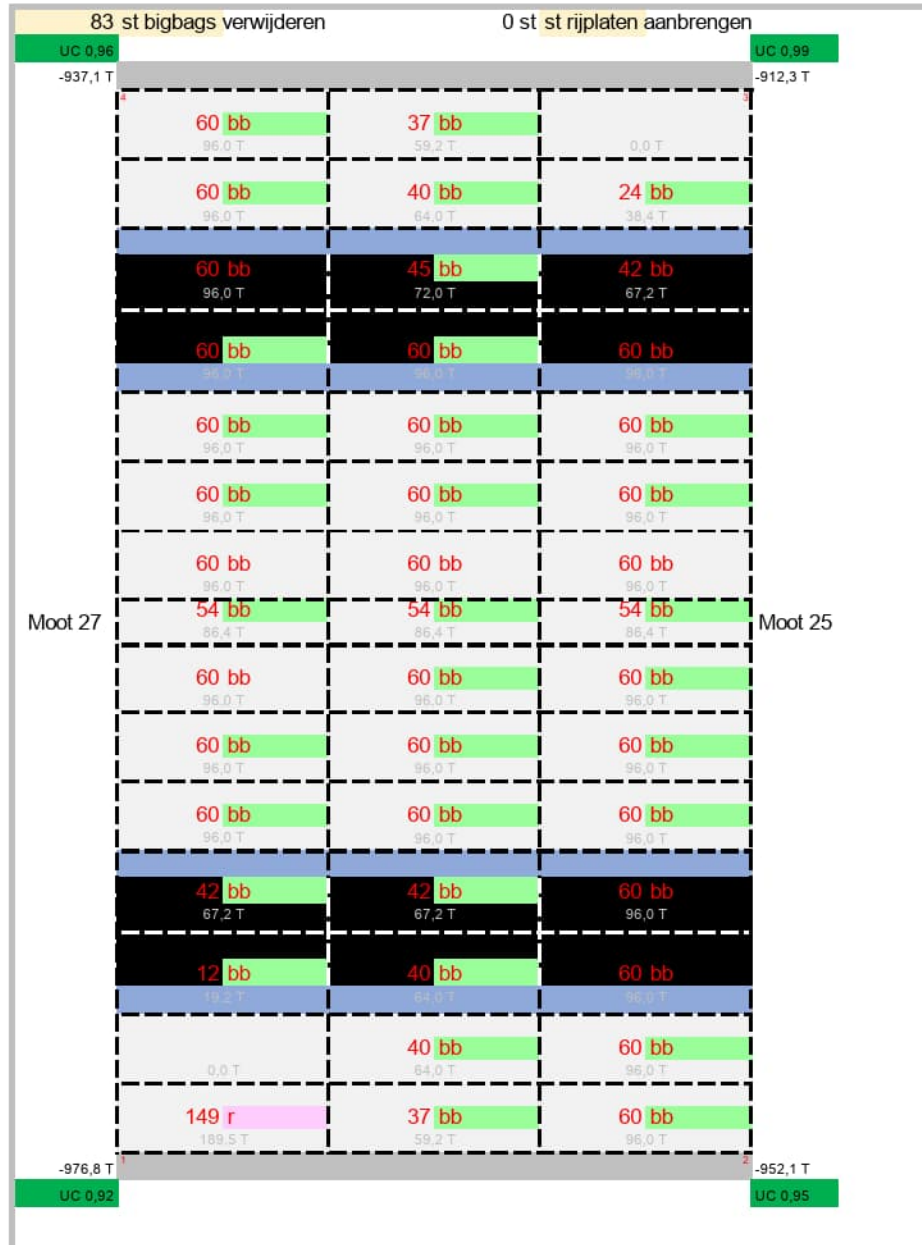 83 st bigbags verwijderen 0 st st rijplaten aanbrengen
UC 0,96 UC 0,99
-937,1 T -912,3 T
4 3
60 bb 37 bb
96,0 T 59,2 T 0,0 T
60 bb 40 bb 24 bb
96,0 T 64,0 T 38,4 T
60 bb 45 bb 42 bb
96,0 T 72,0 T 67,2 T
60 bb 60 bb 60 bb
96,0 T 96,0 T 96,0 T
60 bb 60 bb 60 bb
96,0 T 96,0 T 96,0 T
60 bb 60 bb 60 bb
96,0 T 96,0 T 96,0 T
60 bb 60 bb 60 bb
96,0 T 96,0 T 96,0 T
54 bb 54 bb 54 bb
Moot 27 86,4 T 86,4 T 86,4 T Moot 25
60 bb 60 bb 60 bb
96,0 T 96,0 T 96,0 T
60 bb 60 bb 60 bb
96,0 T 96,0 T 96,0 T
60 bb 60 bb 60 bb
96,0 T 96,0 T 96,0 T
42 bb 42 bb 60 bb
67,2 T 67,2 T 96,0 T
12 bb 40 bb 60 bb
19,2 T 64,0 T 96,0 T
40 bb 60 bb
0,0 T 64,0 T 96,0 T
149 r 37 bb 60 bb
189,5 T 59,2 T 96,0 T
1 2
-976,8 T -952,1 T
UC 0,92 UC 0,95